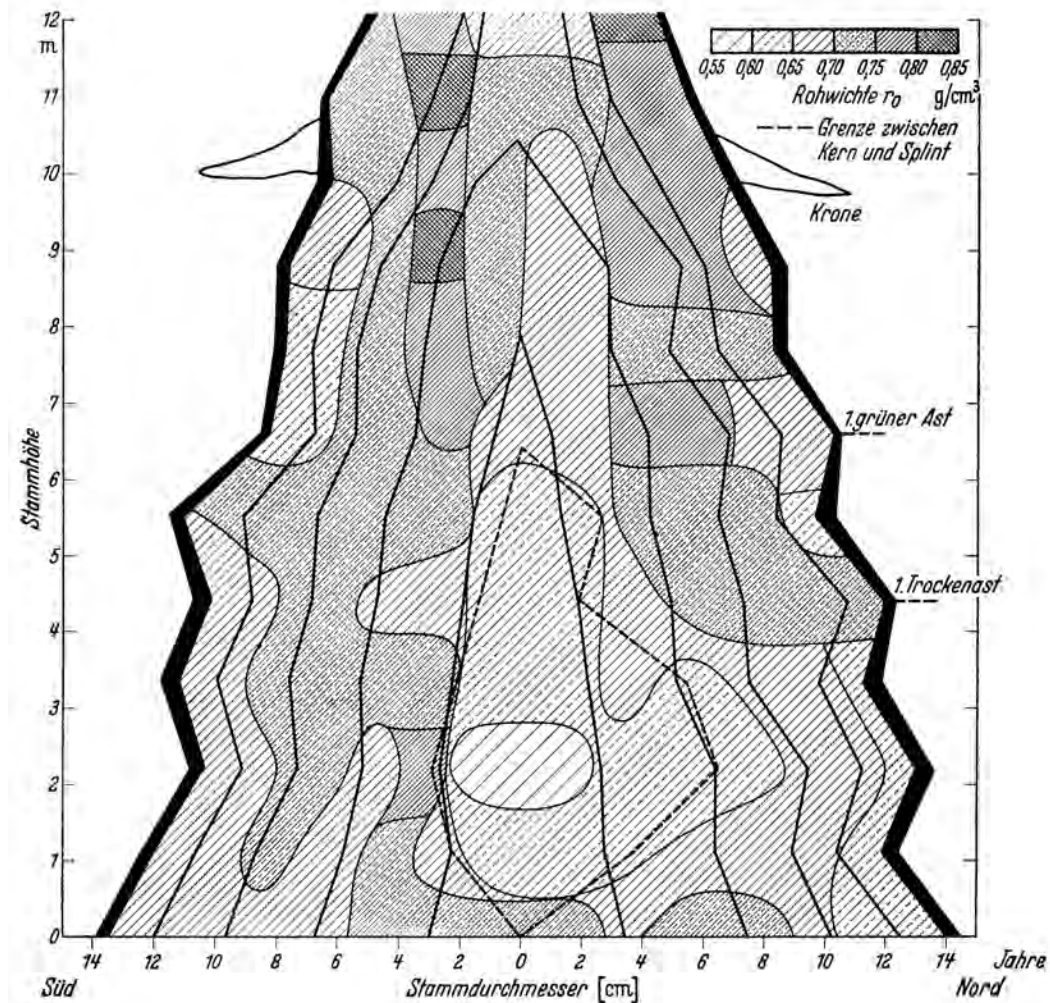 12
m
11
10
9
8
7
6
5
4
3
2
1
0
Stammhöhe
0,55 0,60 0,65 0,70 0,75 0,80 0,85
Rohwichte r₀ g/cm³
Grenze zwischen
Kern und Splint
Krone
1. grüner Ast
1. Trockenast
14 12 10 8 6 4 2 0 2 4 6 8 10 12 14 Jahre
Süd Stammdurchmesser [cm] Nord